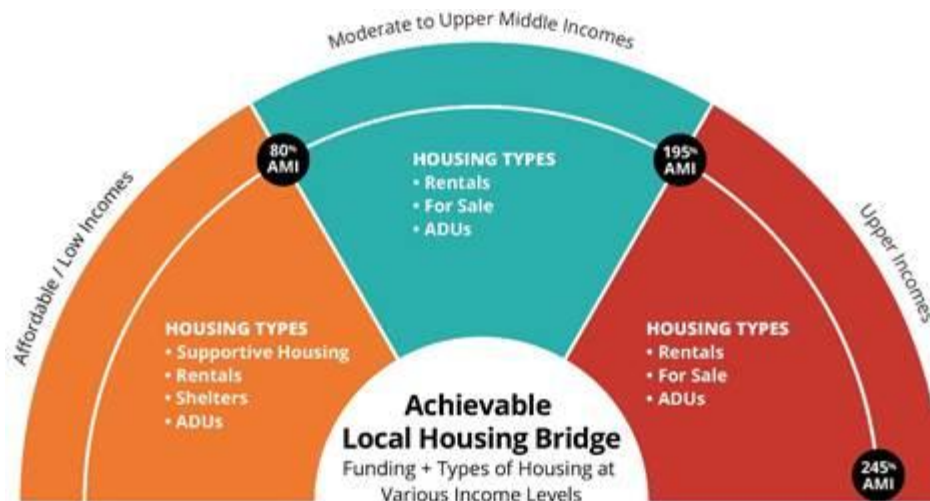 Moderate to Upper Middle Incomes
80% AMI
195% AMI
HOUSING TYPES
• Rentals
• For Sale
• ADUs
Affordable / Low Incomes
Upper Incomes
HOUSING TYPES
• Supportive Housing
• Rentals
• Shelters
• ADUs
HOUSING TYPES
• Rentals
• For Sale
• ADUs
Achievable
Local Housing Bridge
Funding + Types of Housing at
Various Income Levels
245% AMI